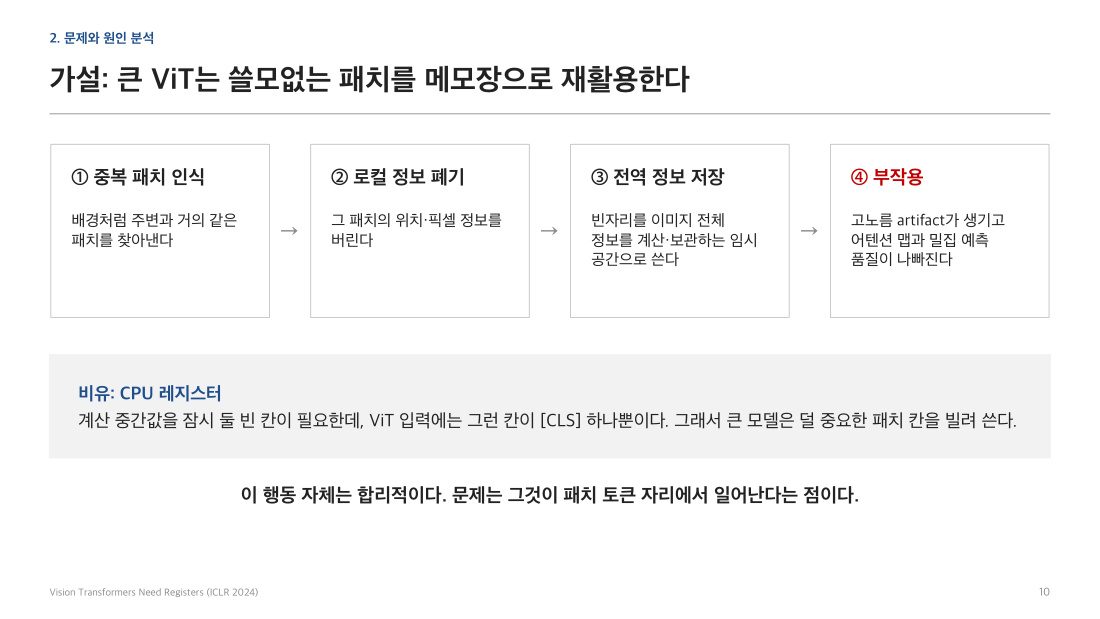 2. 문제와 원인 분석
가설: 큰 ViT는 쓸모없는 패치를 메모장으로 재활용한다
① 중복 패치 인식
배경처럼 주변과 거의 같은
패치를 찾아낸다
→
② 로컬 정보 폐기
그 패치의 위치·픽셀 정보를
버린다
→
③ 전역 정보 저장
빈자리를 이미지 전체
정보를 계산·보관하는 임시
공간으로 쓴다
→
④ 부작용
고노름 artifact가 생기고
어텐션 맵과 밀집 예측
품질이 나빠진다
비유: CPU 레지스터
계산 중간값을 잠시 둘 빈 칸이 필요한데, ViT 입력에는 그런 칸이 [CLS] 하나뿐이다. 그래서 큰 모델은 덜 중요한 패치 칸을 빌려 쓴다.
이 행동 자체는 합리적이다. 문제는 그것이 패치 토큰 자리에서 일어난다는 점이다.
Vision Transformers Need Registers (ICLR 2024)
10